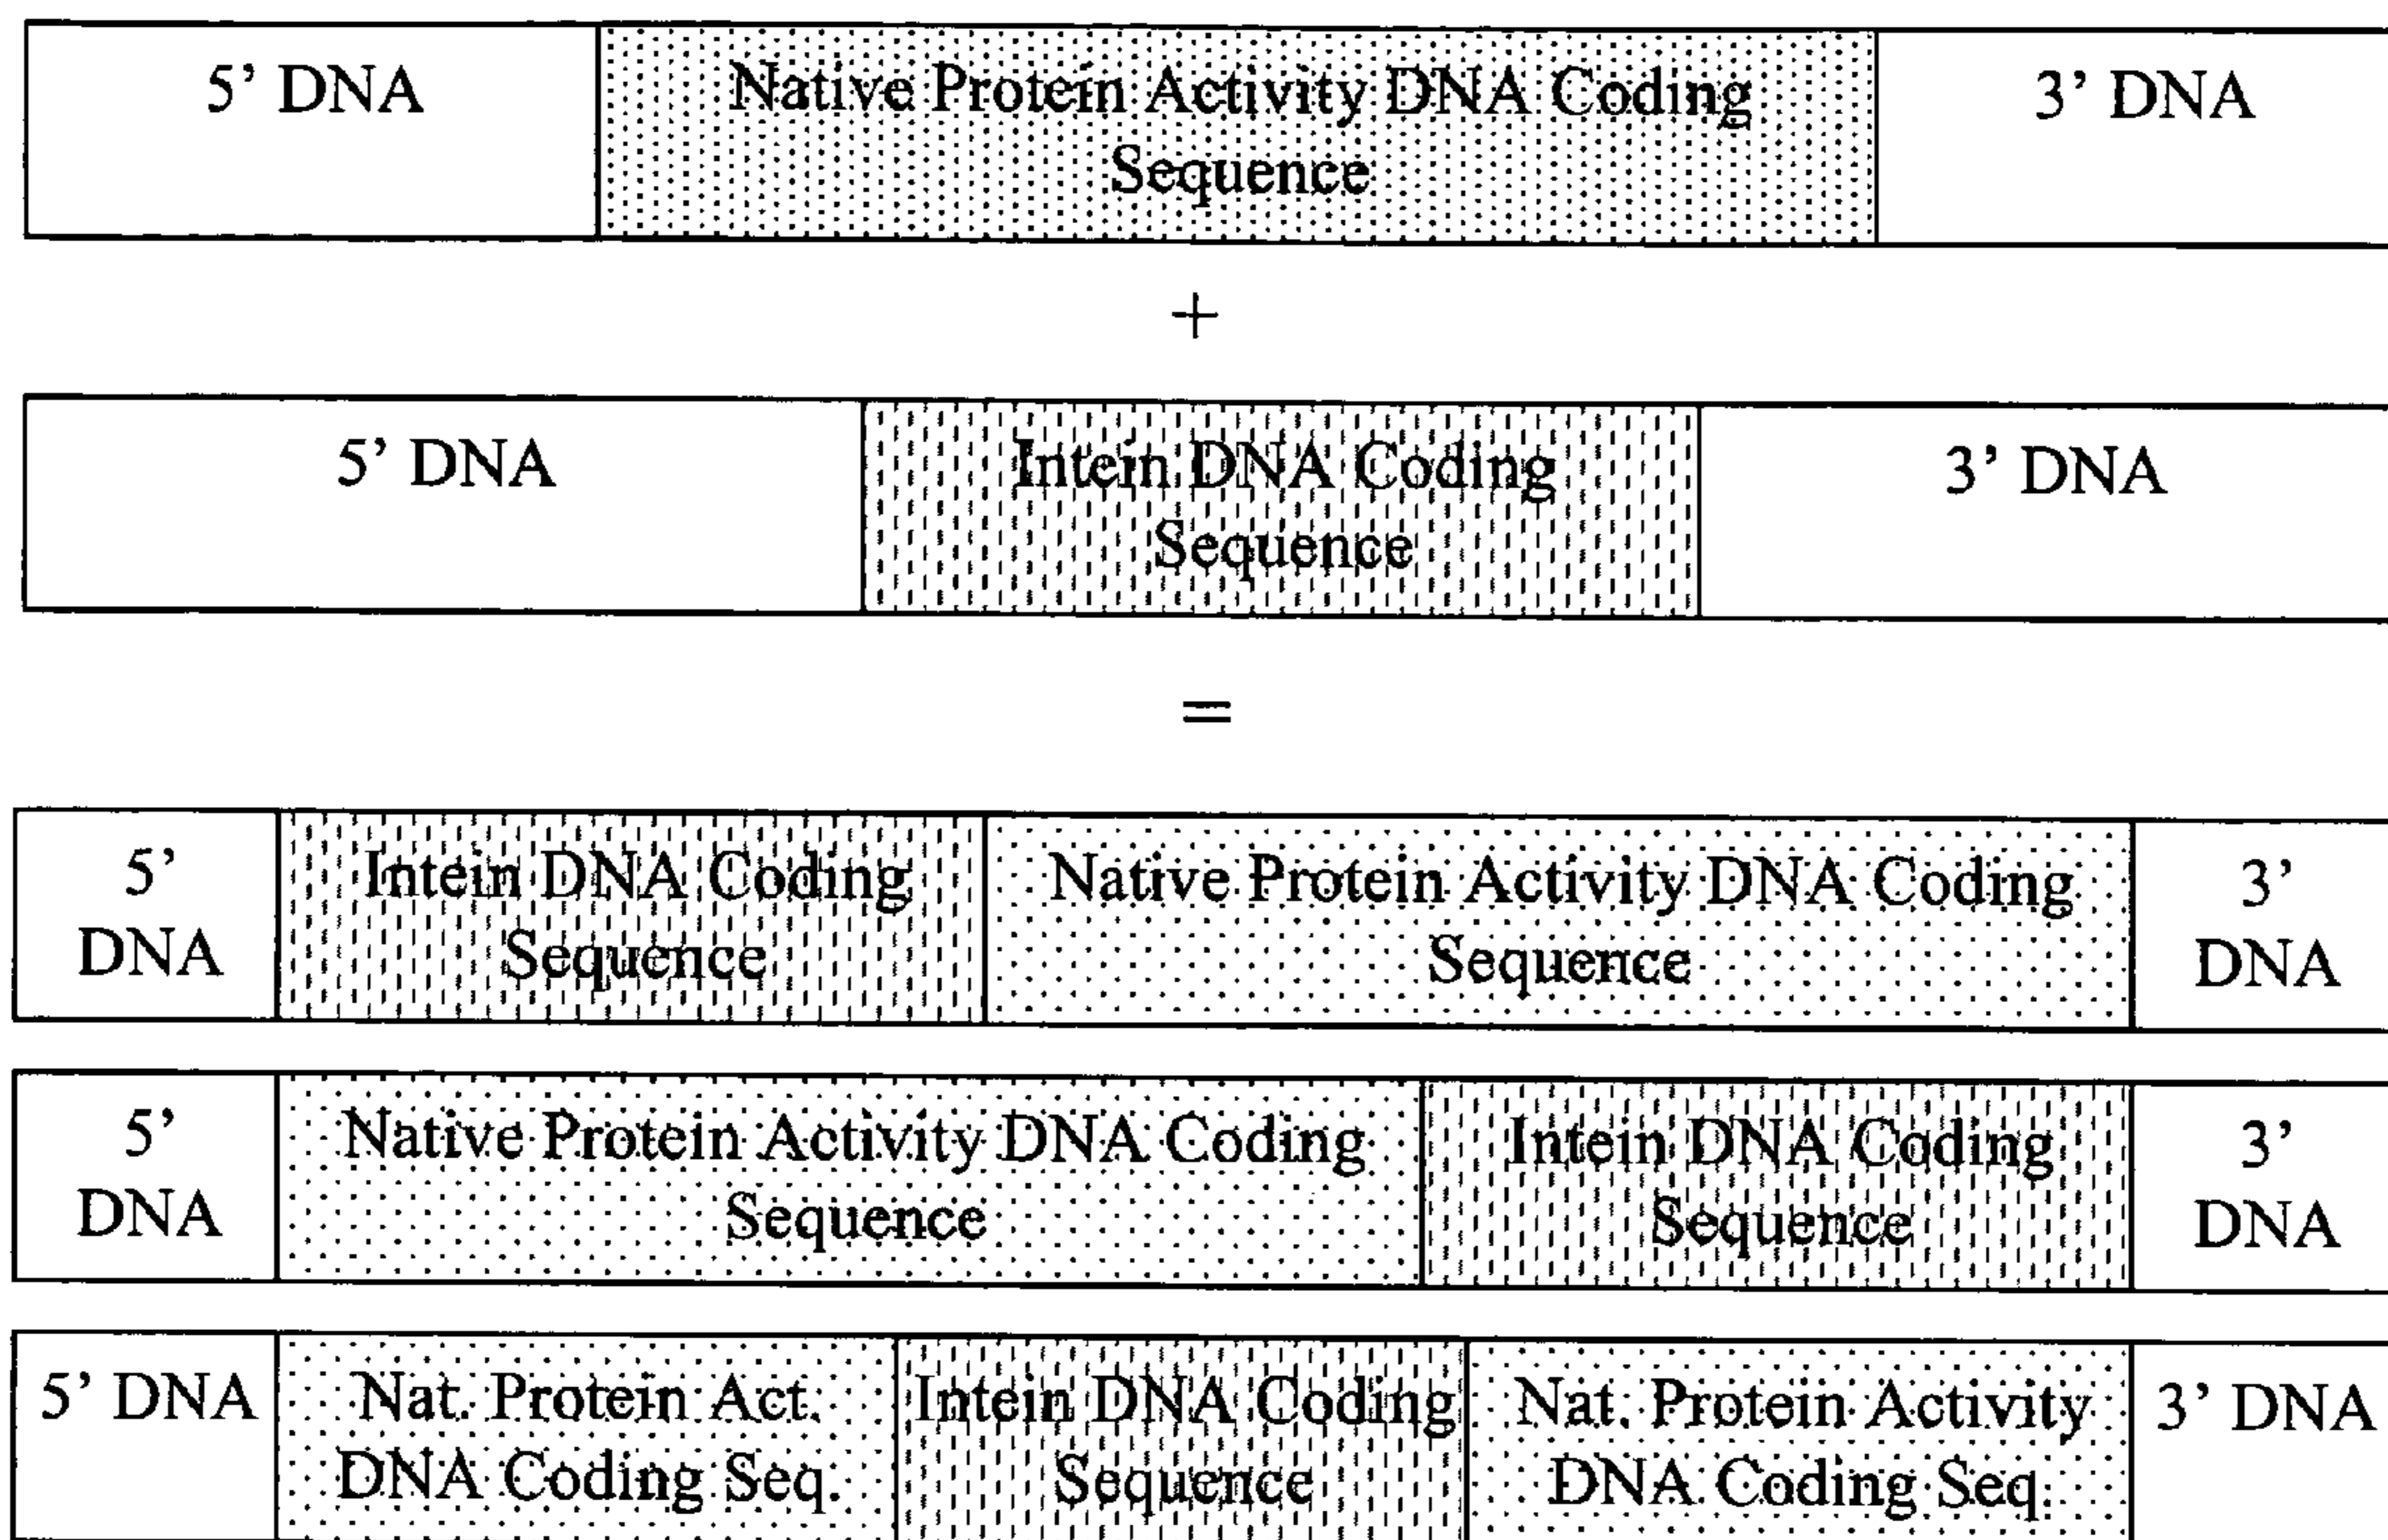 5’ DNA
Native Protein Activity DNA Coding
Sequence
3’ DNA
+
5’ DNA
Intein DNA Coding
Sequence
3’ DNA
=
5’
DNA
Intein DNA Coding
Sequence
Native Protein Activity DNA Coding
Sequence
3’
DNA
5’
DNA
Native Protein Activity DNA Coding
Sequence
Intein DNA Coding
Sequence
3’
DNA
5’ DNA
Nat. Protein Act.
DNA Coding Seq.
Intein DNA Coding
Sequence
Nat. Protein Activity
DNA Coding Seq.
3’ DNA